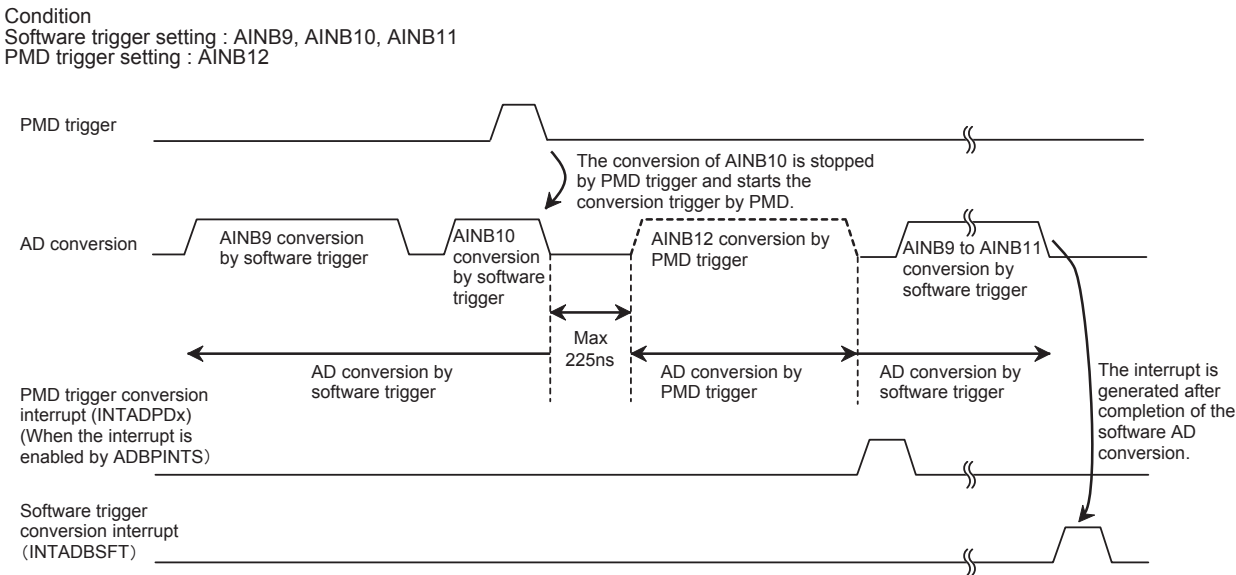 Condition
Software trigger setting : AINB9, AINB10, AINB11
PMD trigger setting : AINB12
PMD trigger
The conversion of AINB10 is stopped
by PMD trigger and starts the
conversion trigger by PMD.
AD conversion
AINB9 conversion
by software trigger
AINB10
conversion
by software
trigger
AINB12 conversion by
PMD trigger
AINB9 to AINB11
conversion by
software trigger
Max
225ns
AD conversion by
software trigger
AD conversion by
PMD trigger
AD conversion by
software trigger
The interrupt is
generated after
completion of the
software AD
conversion.
PMD trigger conversion
interrupt (INTADPDx)
(When the interrupt is
enabled by ADBPINTS）
Software trigger
conversion interrupt
（INTADBSFT）